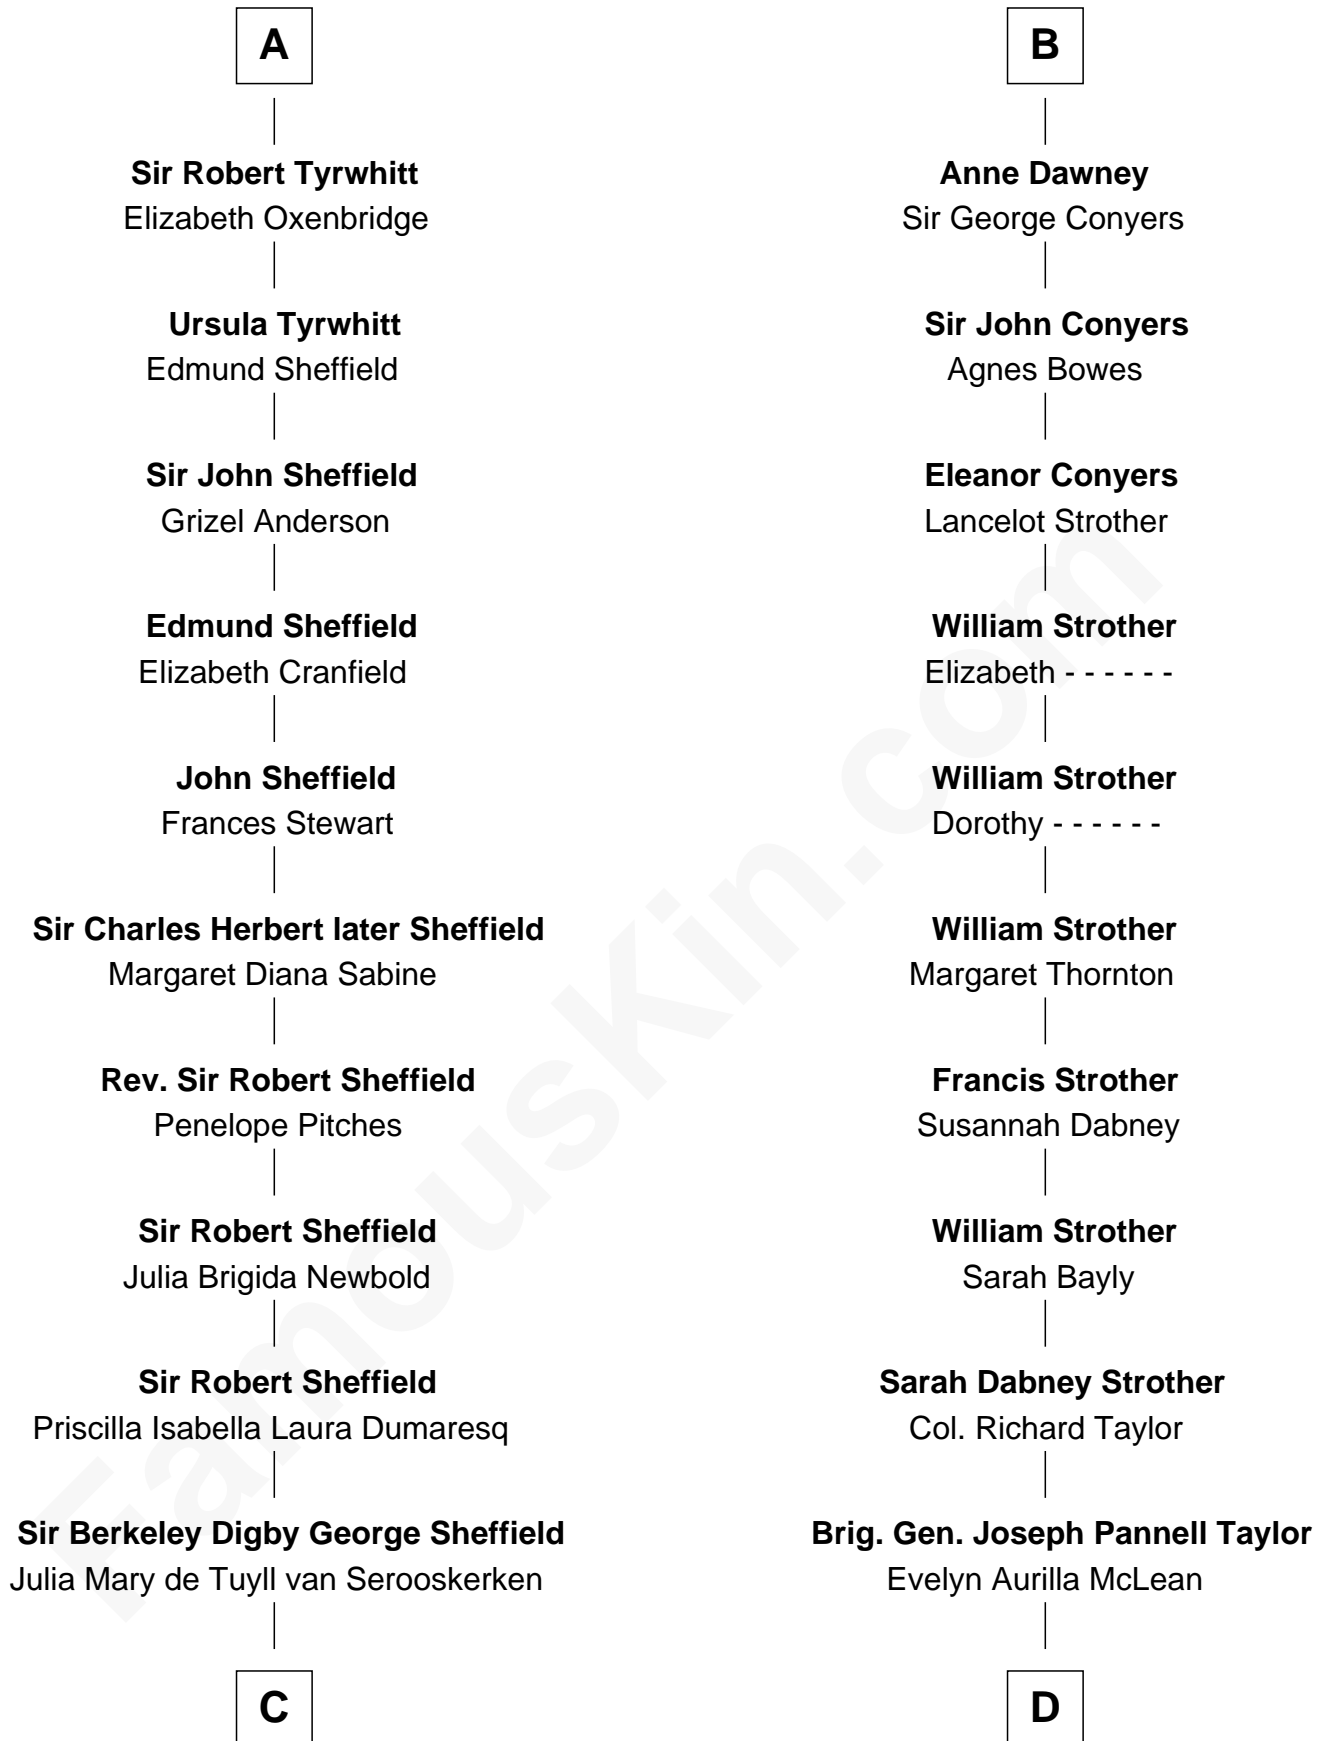 A
Sir Robert Tyrwhitt
Elizabeth Oxenbridge
Ursula Tyrwhitt
Edmund Sheffield
Sir John Sheffield
Grizel Anderson
Edmund Sheffield
Elizabeth Cranfield
John Sheffield
Frances Stewart
Sir Charles Herbert later Sheffield
Margaret Diana Sabine
Rev. Sir Robert Sheffield
Penelope Pitches
Sir Robert Sheffield
Julia Brigida Newbold
Sir Robert Sheffield
Priscilla Isabella Laura Dumaresq
Sir Berkeley Digby George Sheffield
Julia Mary de Tuyll van Serooskerken
C
B
Anne Dawney
Sir George Conyers
Sir John Conyers
Agnes Bowes
Eleanor Conyers
Lancelot Strother
William Strother
Elizabeth - - - - - -
William Strother
Dorothy - - - - - -
William Strother
Margaret Thornton
Francis Strother
Susannah Dabney
William Strother
Sarah Bayly
Sarah Dabney Strother
Col. Richard Taylor
Brig. Gen. Joseph Pannell Taylor
Evelyn Aurilla McLean
D
FamousKin.com